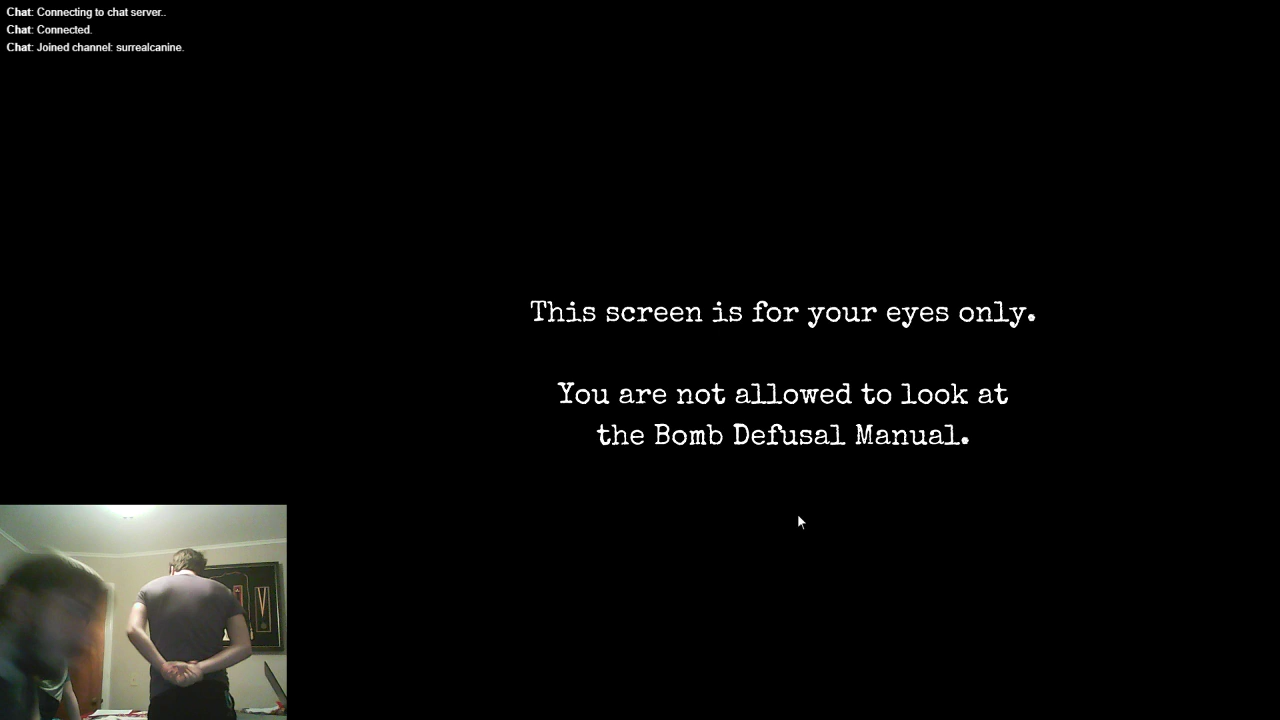 Chat: Connecting to chat server..
Chat: Connected.
Chat: Joined channel: surrealcanine.
This screen is for your eyes only.
You are not allowed to look at
the Bomb Defusal Manual.